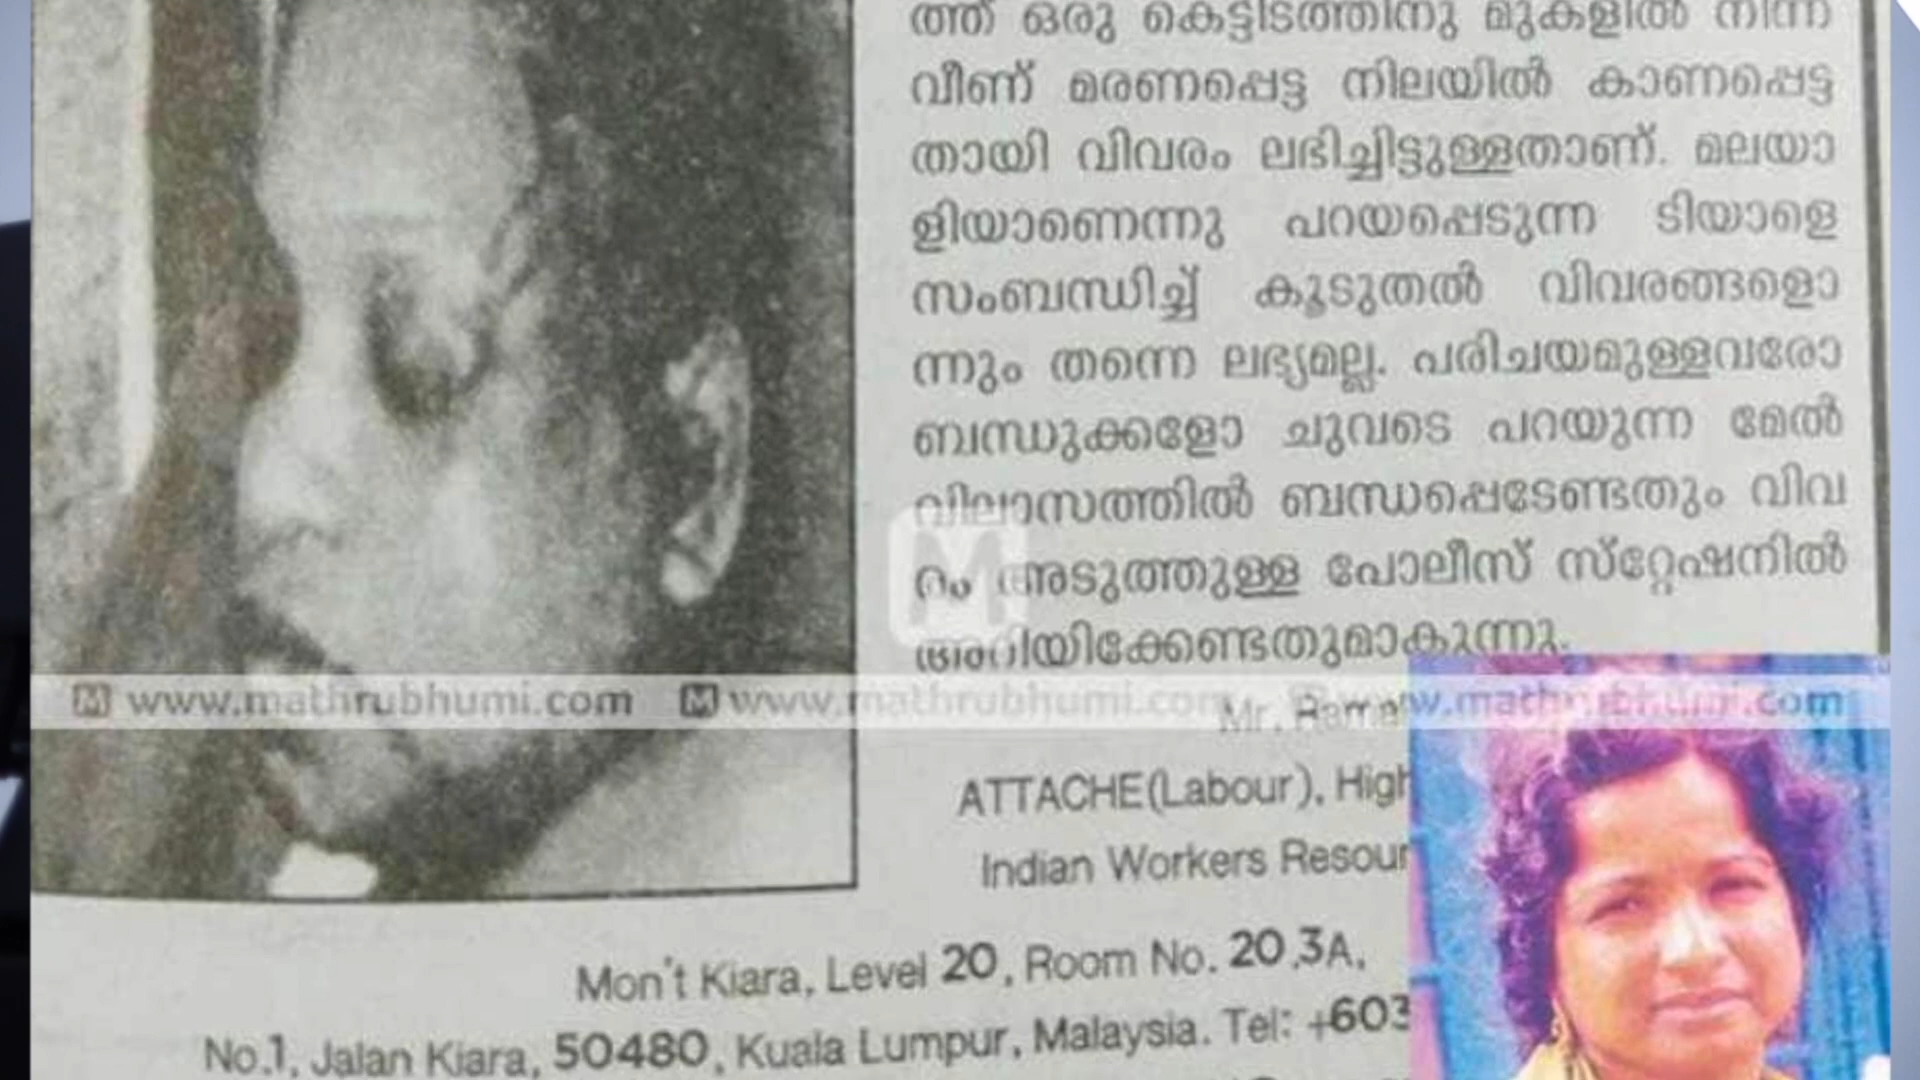 ത്ത് ഒരു കെട്ടിടത്തിനു മുകളിൽ നിന്ന
വീണ് മരണപ്പെട്ട നിലയിൽ കാണപ്പെട്ട
തായി വിവരം ലഭിച്ചിട്ടുള്ളതാണ്. മലയാ
ളിയാണെന്നു പറയപ്പെടുന്ന ടിയാളെ
സംബന്ധിച്ച് കൂടുതൽ വിവരങ്ങളൊ
ന്നും തന്നെ ലഭ്യമല്ല. പരിചയമുള്ളവരോ
ബന്ധുക്കളോ ചുവടെ പറയുന്ന മേൽ
വിലാസത്തിൽ ബന്ധപ്പെടേണ്ടതും വിവ
രം അടുത്തുള്ള പോലീസ് സ്റ്റേഷനിൽ
അറിയിക്കേണ്ടതുമാകുന്നു.
www.mathrubhumi.com www.mathrubhumi.com www.mathrubhumi.com
Mr.
ATTACHE(Labour), High
Indian Workers Resour
Mon't Kiara, Level 20, Room No. 20.3A,
No.1, Jalan Kiara, 50480, Kuala Lumpur, Malaysia. Tel: +603